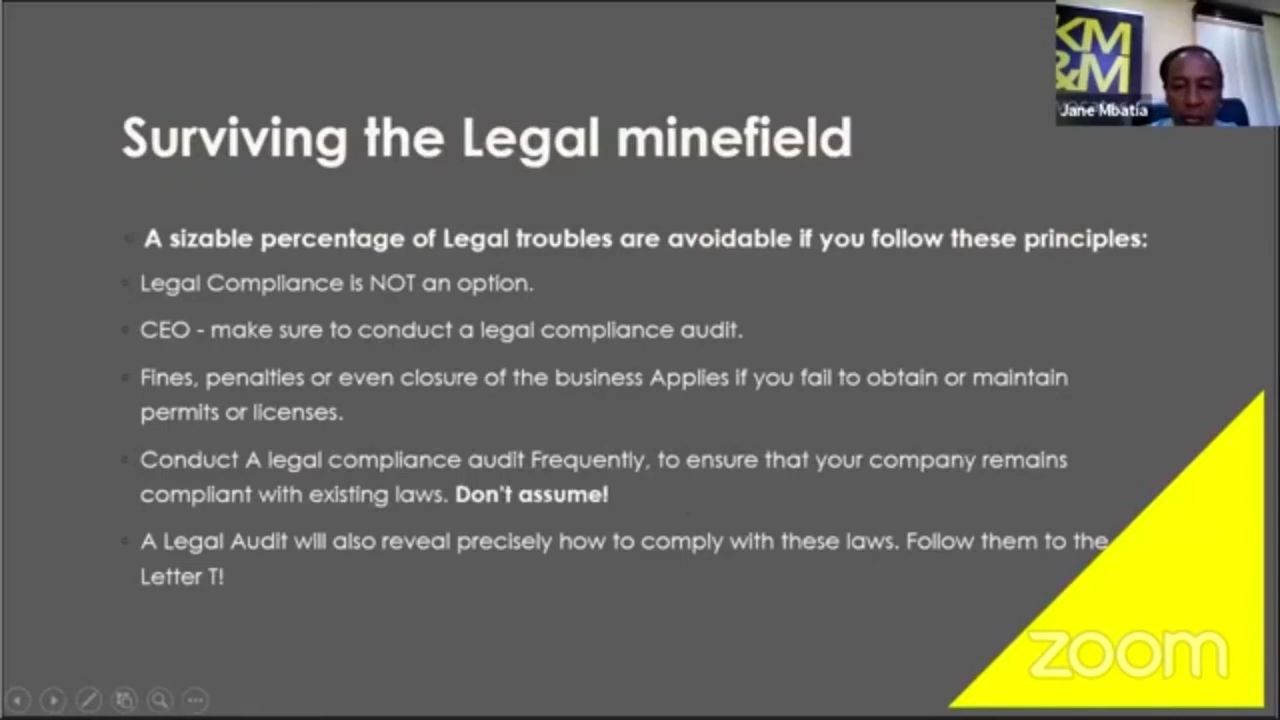 KM
&M
Jane Mbatia
Surviving the Legal minefield
A sizable percentage of Legal troubles are avoidable if you follow these principles:
Legal Compliance is NOT an option.
CEO - make sure to conduct a legal compliance audit.
Fines, penalties or even closure of the business Applies if you fail to obtain or maintain
permits or licenses.
Conduct A legal compliance audit Frequently, to ensure that your company remains
compliant with existing laws. Don't assume!
A Legal Audit will also reveal precisely how to comply with these laws. Follow them to the
Letter T!
zoom